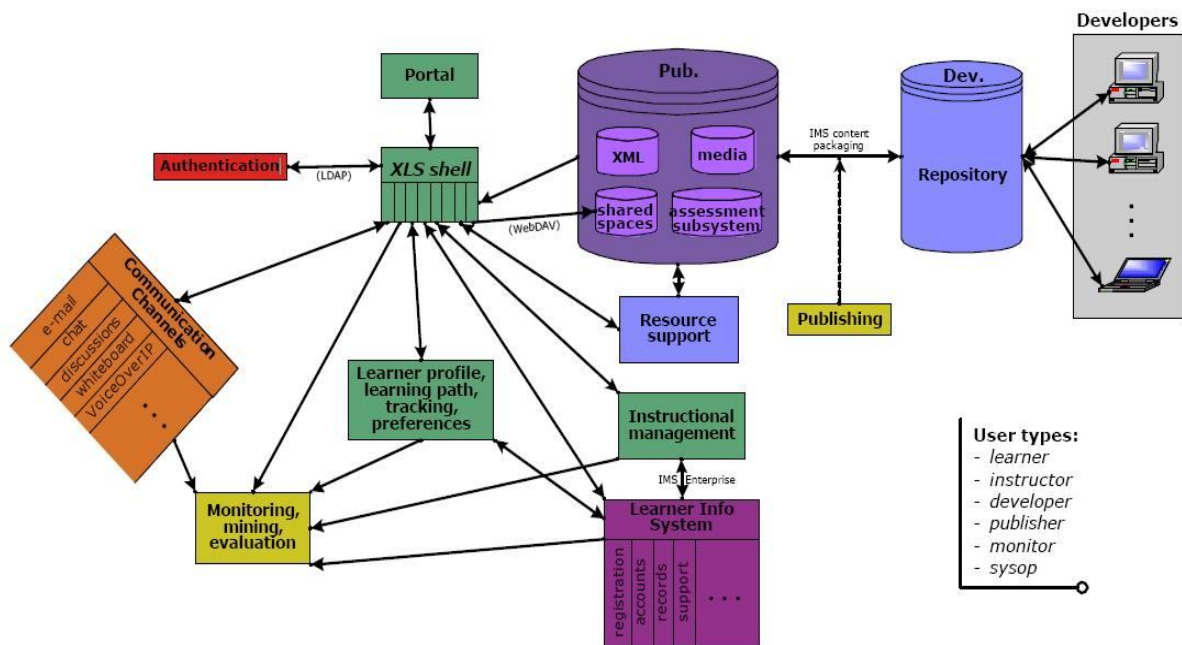 Developers
Portal
Pub.
Dev.
XML
media
IMS content
packaging
Authentication
(LDAP)
XLS shell
Repository
shared
spaces
assessment
subsystem
(WebDAV)
Communication
Channels
e-mail
chat
discussions
whiteboard
VoiceOverIP
. . .
Resource
support
Publishing
. . .
Learner profile,
learning path,
tracking,
preferences
Instructional
management
User types:
- learner
- instructor
- developer
- publisher
- monitor
- sysop
IMS Enterprise
Monitoring,
mining,
evaluation
Learner Info
System
registration
accounts
records
support
. . .